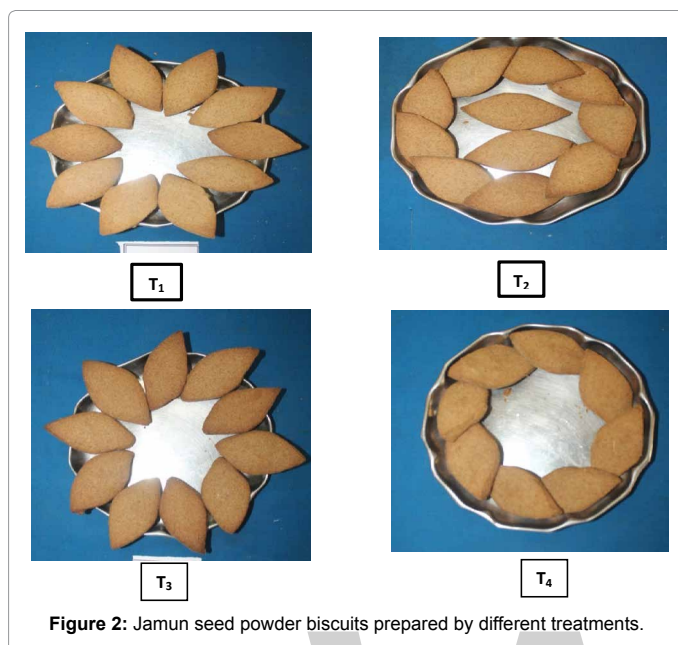 T₁
T₂
T₃
T₄
Figure 2: Jamun seed powder biscuits prepared by different treatments.